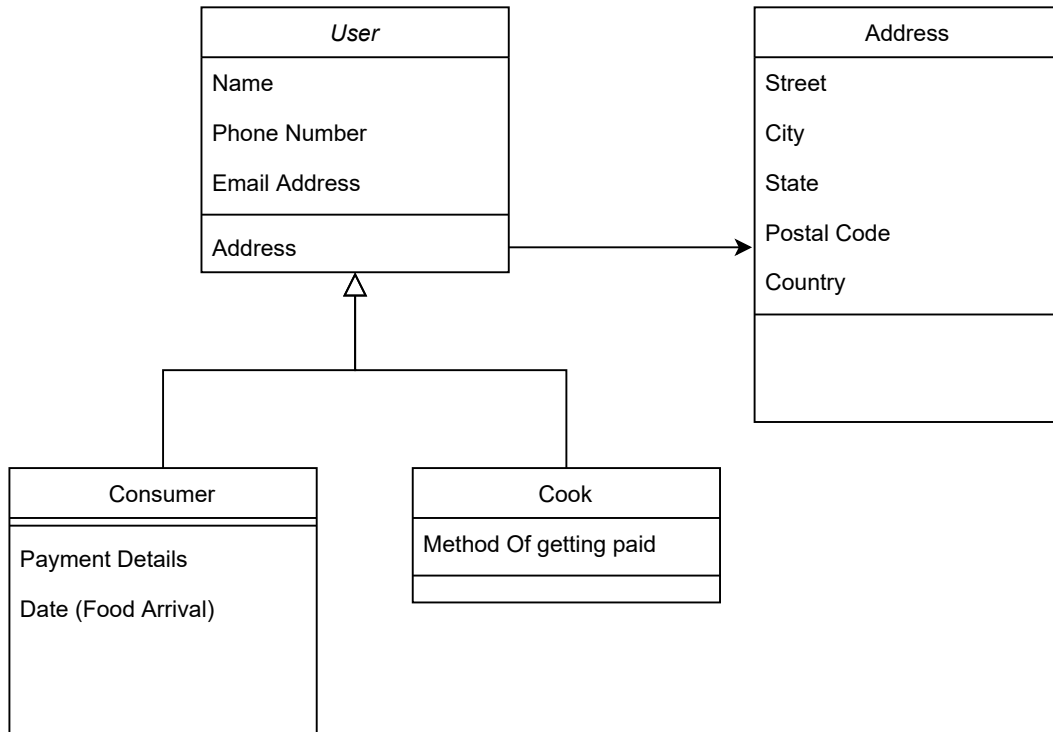 User
Name
Phone Number
Email Address
Address
Address
Street
City
State
Postal Code
Country
Consumer
Payment Details
Date (Food Arrival)
Cook
Method Of getting paid